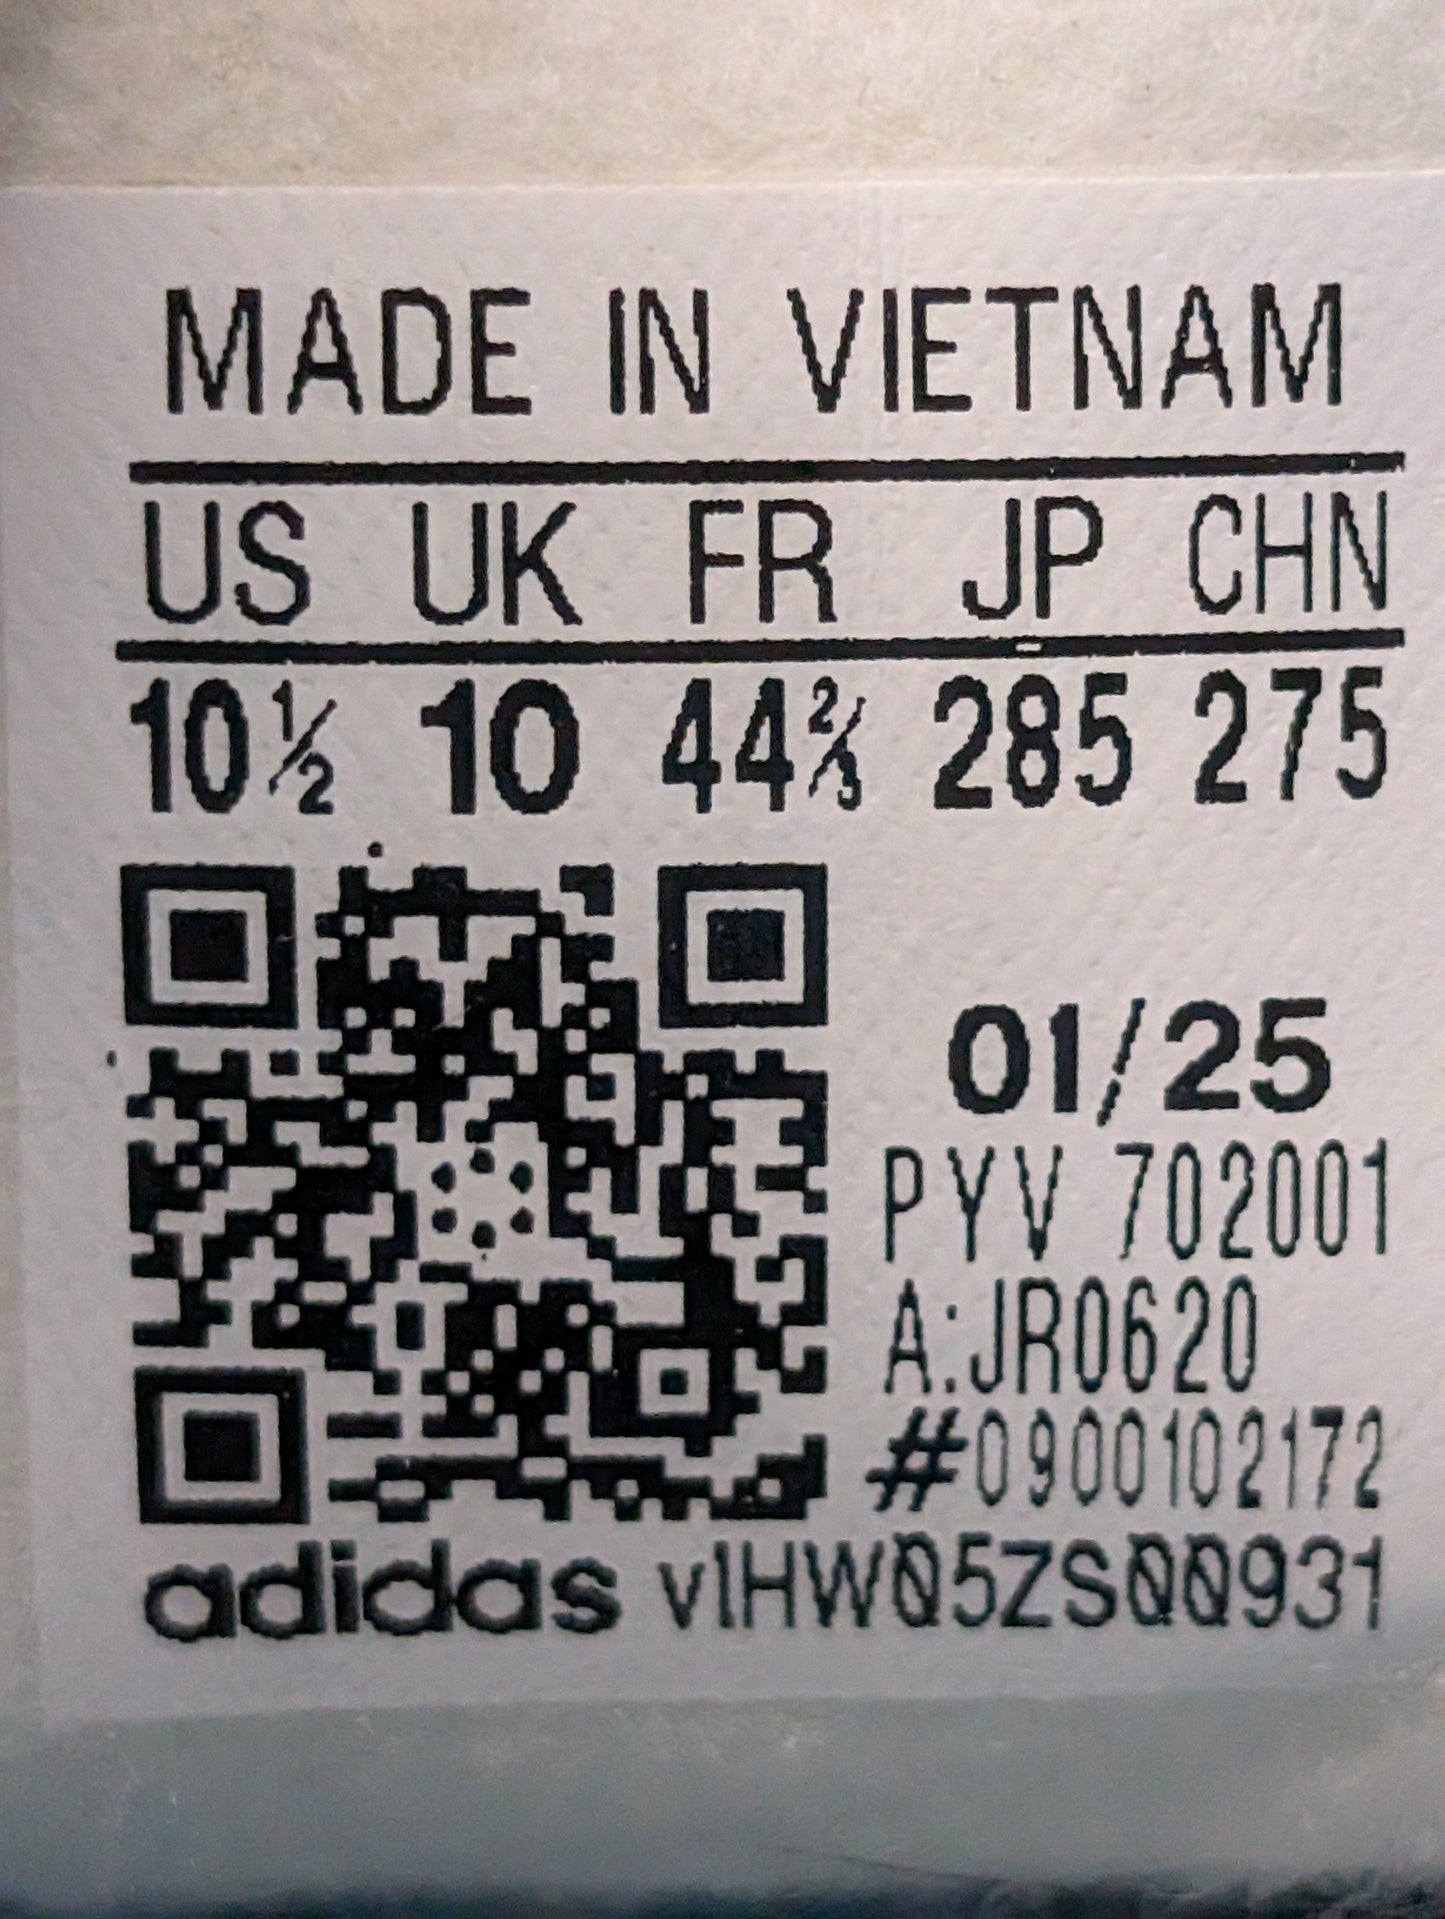 MADE IN VIETNAM
US UK FR JP CHN
10½ 10 44⅔ 285 275
01/25
PYV 702001
A:JR0620
#0900102172
adidas v1HW05ZS00931